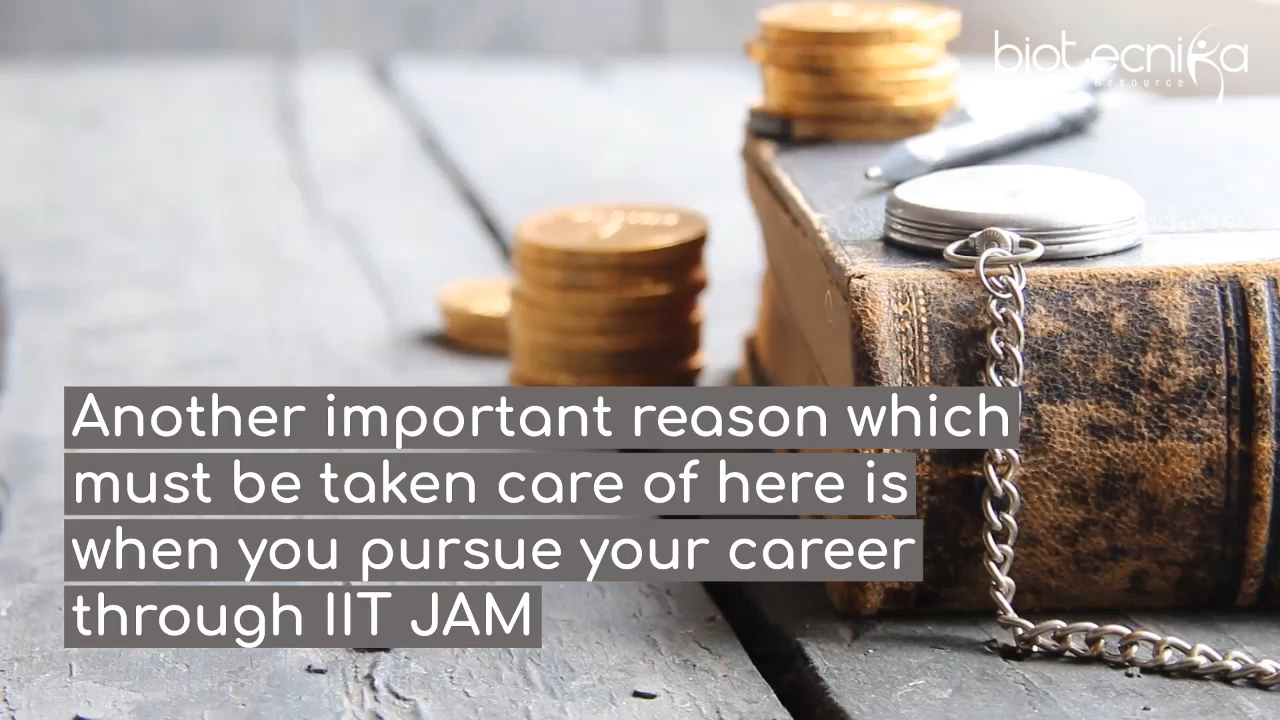 biotecnika
Resource
Another important reason which
must be taken care of here is
when you pursue your career
through IIT JAM